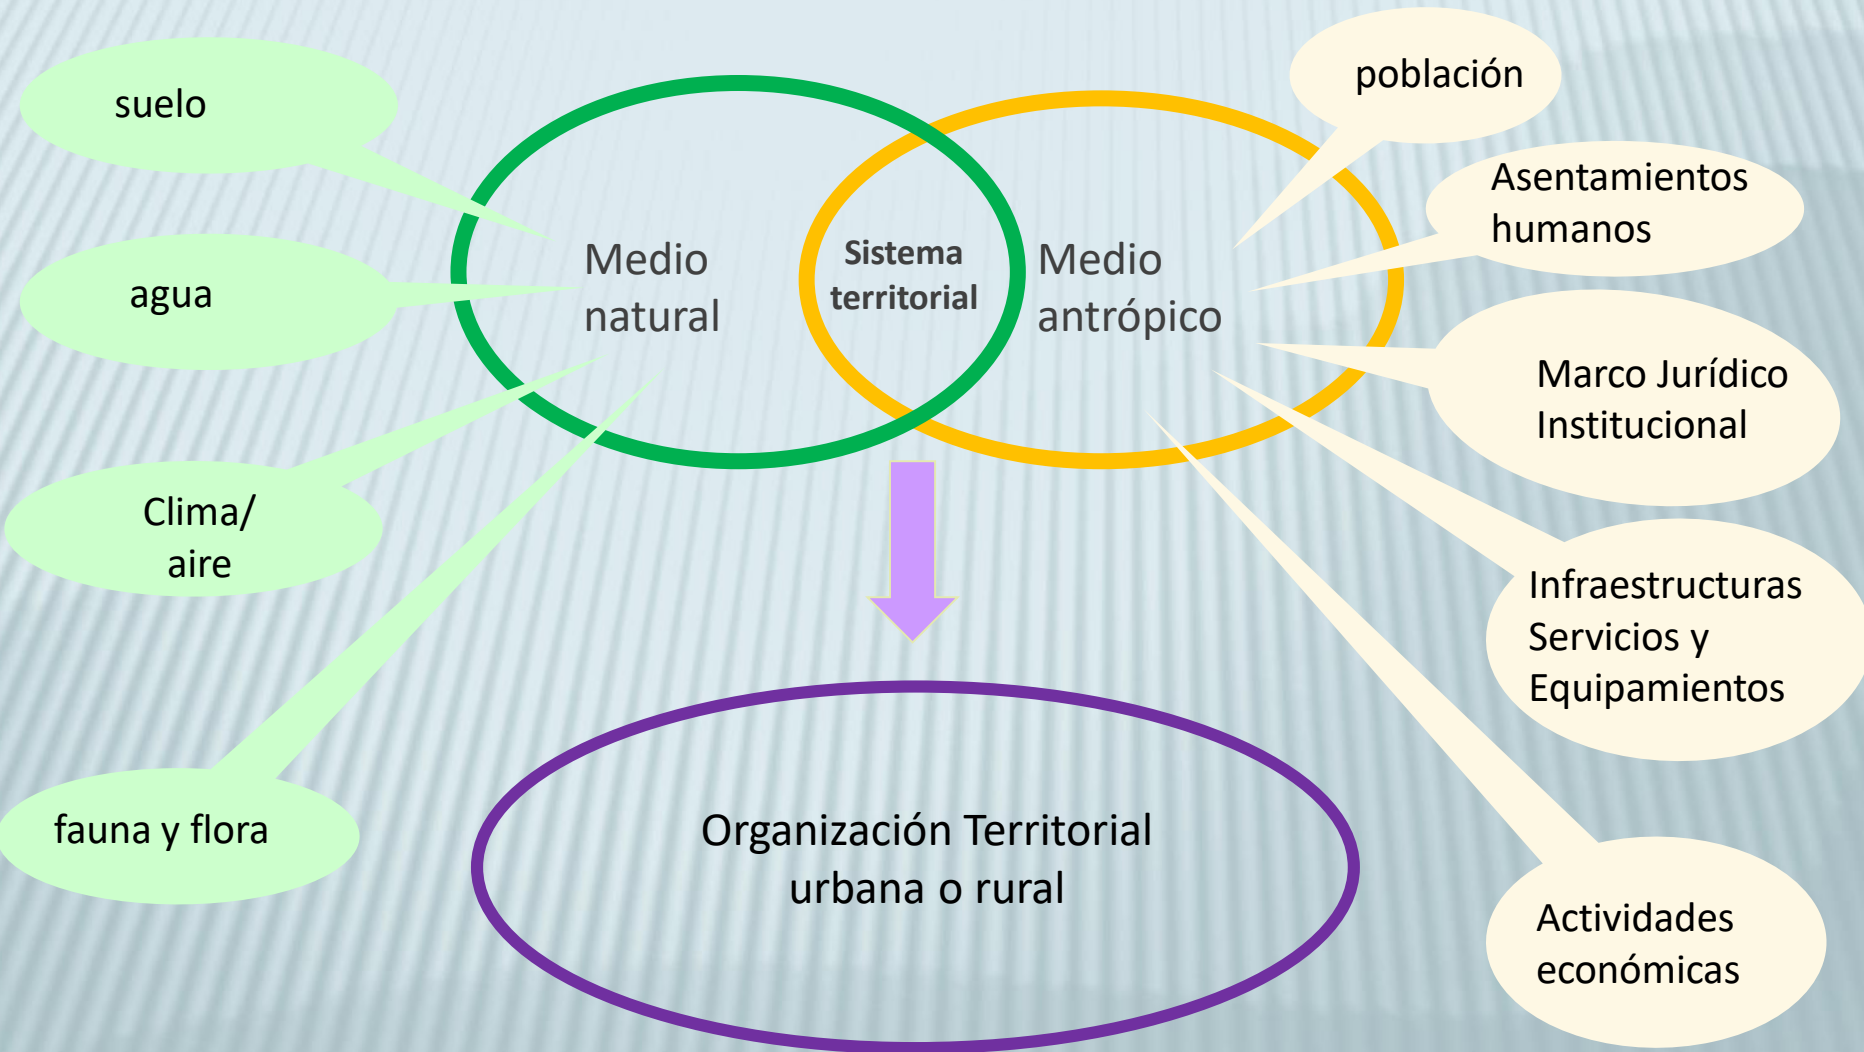 suelo
agua
Clima/
aire
fauna y flora
Medio
natural
Sistema
territorial
Medio
antrópico
población
Asentamientos
humanos
Marco Jurídico
Institucional
Infraestructuras
Servicios y
Equipamientos
Actividades
económicas
Organización Territorial
urbana o rural